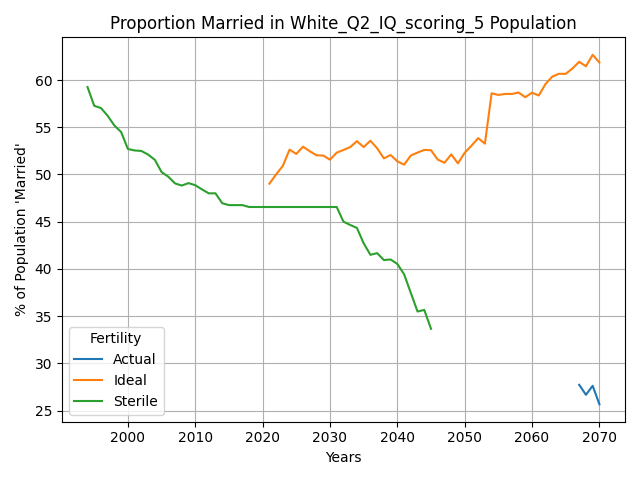 Proportion Married in White_Q2_IQ_scoring_5 Population
% of Population 'Married'
60
55
50
45
40
35
30
25
Fertility
Actual
Ideal
Sterile
2000 2010 2020 2030 2040 2050 2060 2070
Years